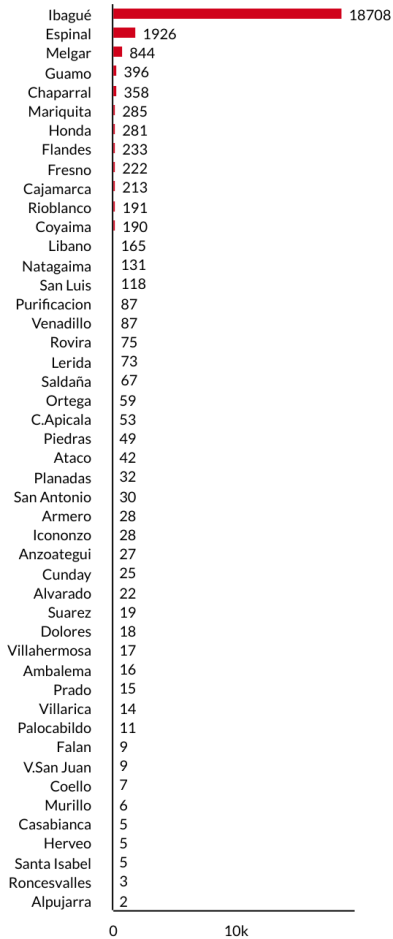 Ibagué 18708
Espinal 1926
Melgar 844
Guamo 396
Chaparral 358
Mariquita 285
Honda 281
Flandes 233
Fresno 222
Cajamarca 213
Rioblanco 191
Coyaima 190
Libano 165
Natagaima 131
San Luis 118
Purificacion 87
Venadillo 87
Rovira 75
Lerida 73
Saldaña 67
Ortega 59
C.Apicala 53
Piedras 49
Ataco 42
Planadas 32
San Antonio 30
Armero 28
Icononzo 28
Anzoategui 27
Cunday 25
Alvarado 22
Suarez 19
Dolores 18
Villahermosa 17
Ambalema 16
Prado 15
Villarica 14
Palocabildo 11
Falan 9
V.San Juan 9
Coello 7
Murillo 6
Casabianca 5
Herveo 5
Santa Isabel 5
Roncesvalles 3
Alpujarra 2
0 10k